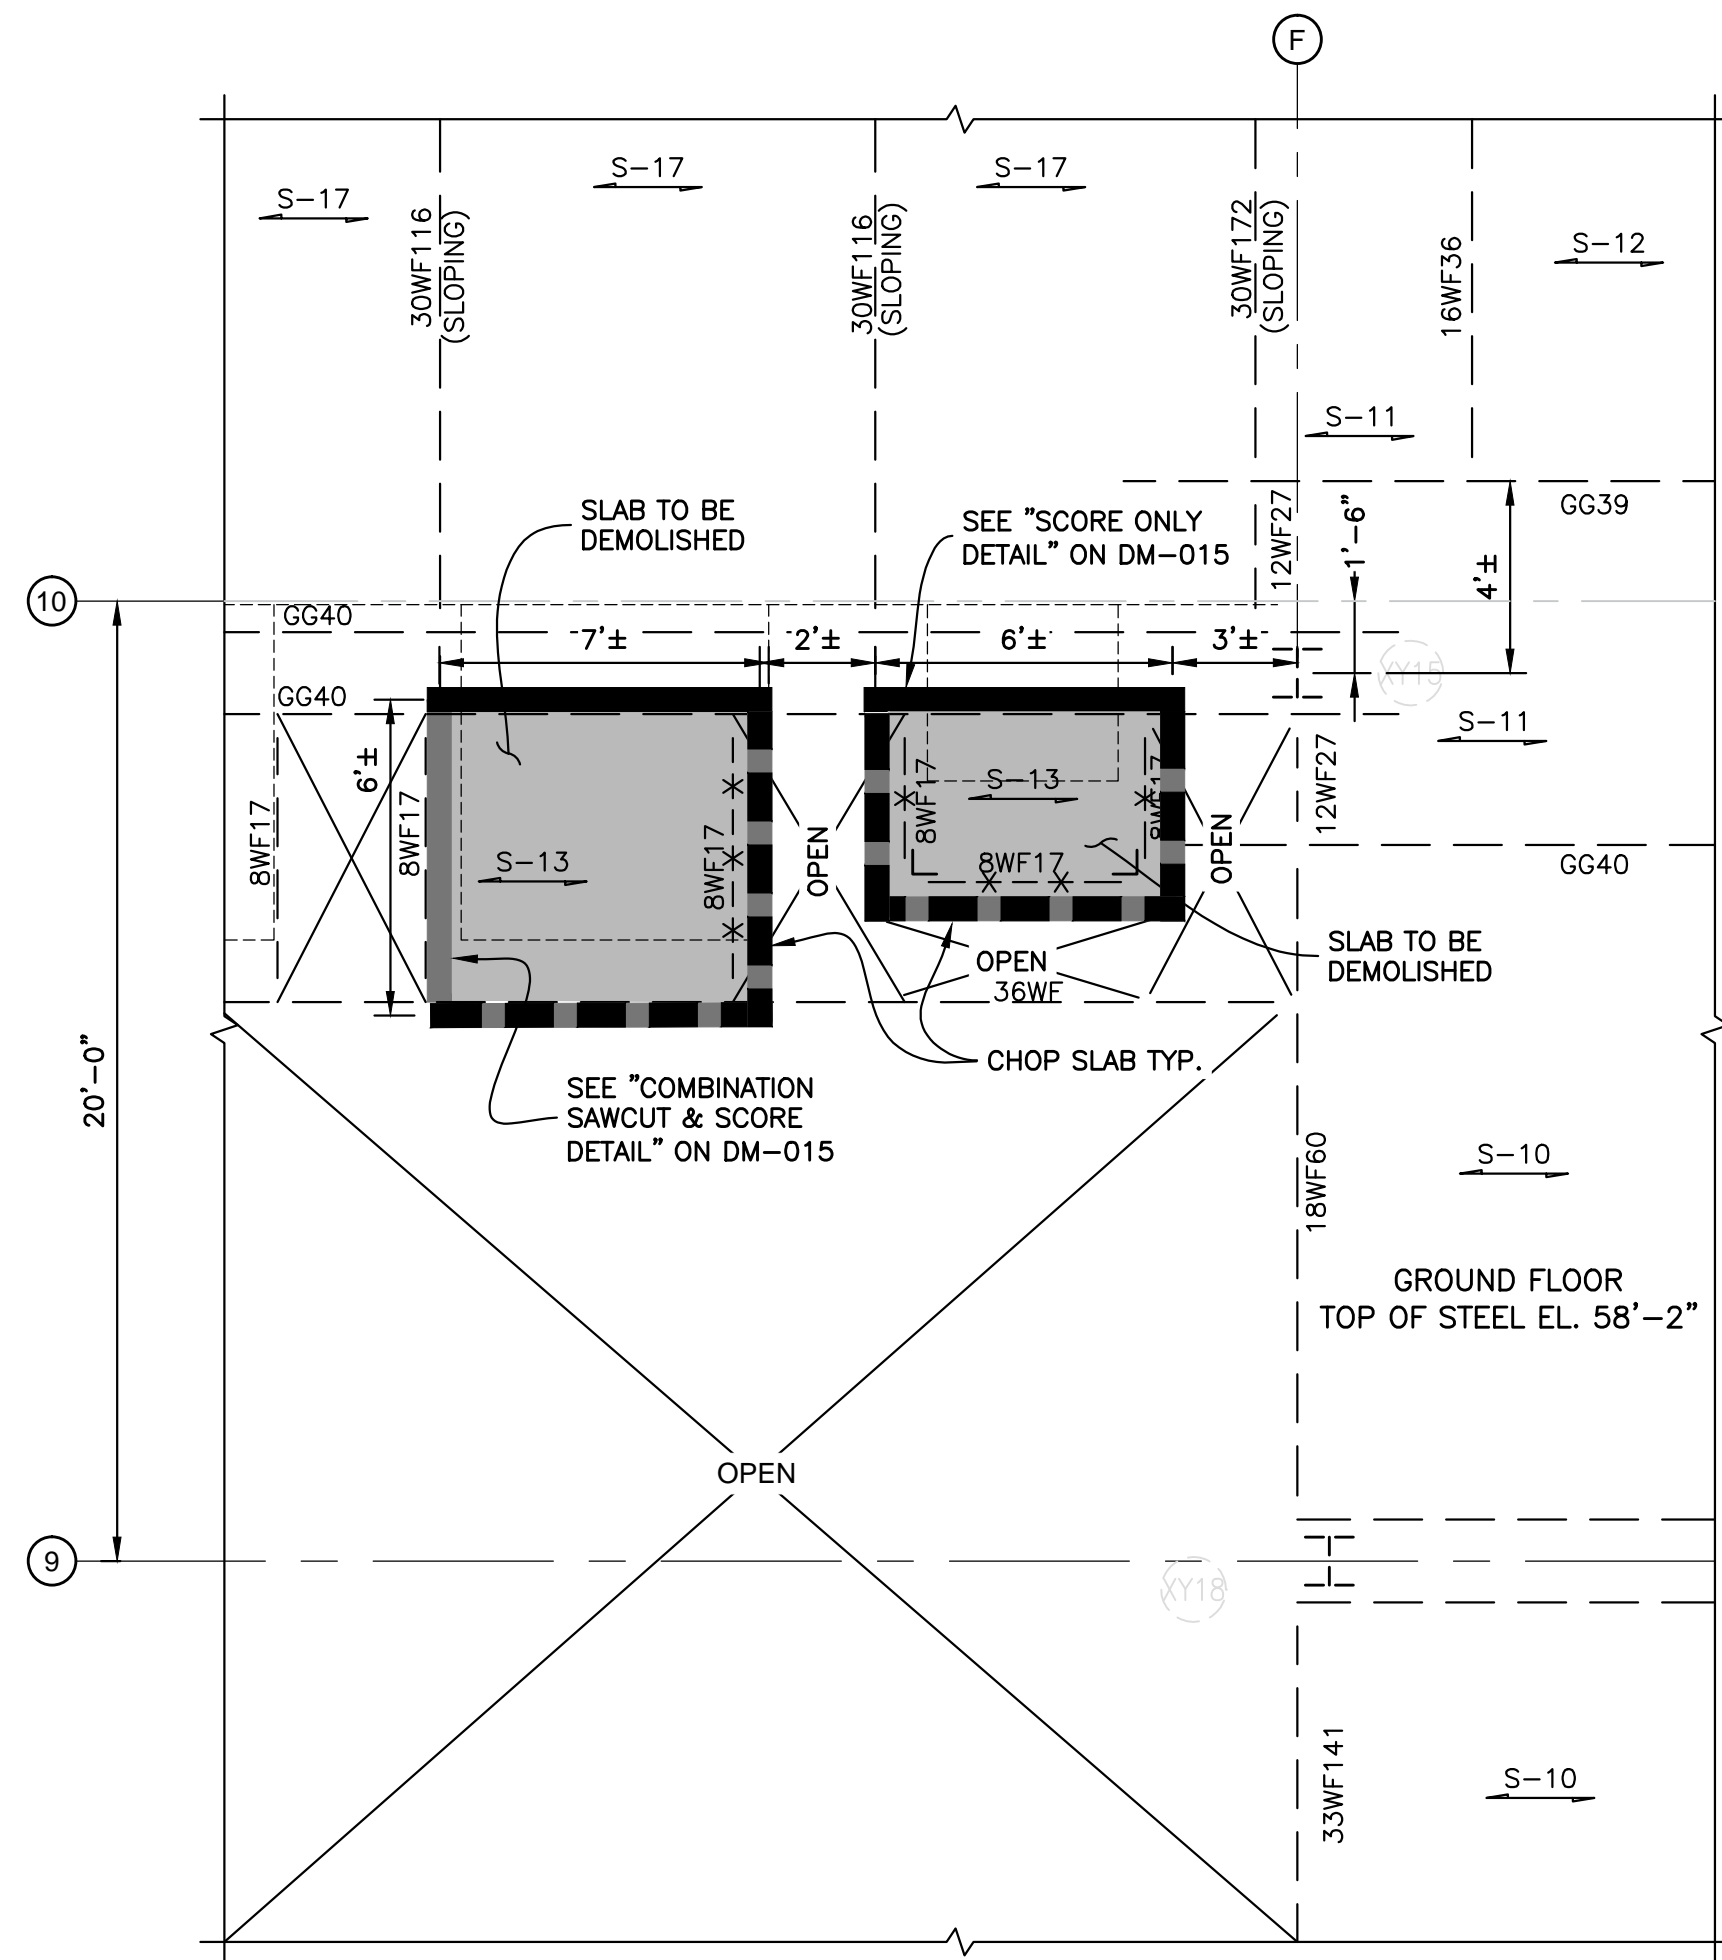 F
S-17
S-17
S-17
30WF116
(SLOPING)
30WF116
(SLOPING)
30WF172
(SLOPING)
16WF36
S-12
S-11
SLAB TO BE
DEMOLISHED
SEE "SCORE ONLY
DETAIL" ON DM-015
12WF27
1'-6"
GG39
4'±
10
GG40
7'±
2'±
6'±
3'±
XY15
GG40
S-11
6'±
8WF17
8WF17
8WF17
S-13
OPEN
8WF17
S-13
8WF17
8WF17
OPEN
12WF27
GG40
OPEN
36WF
SLAB TO BE
DEMOLISHED
20'-0"
CHOP SLAB TYP.
SEE "COMBINATION
SAWCUT & SCORE
DETAIL" ON DM-015
18WF60
S-10
GROUND FLOOR
TOP OF STEEL EL. 58'-2"
OPEN
9
XY18
33WF141
S-10